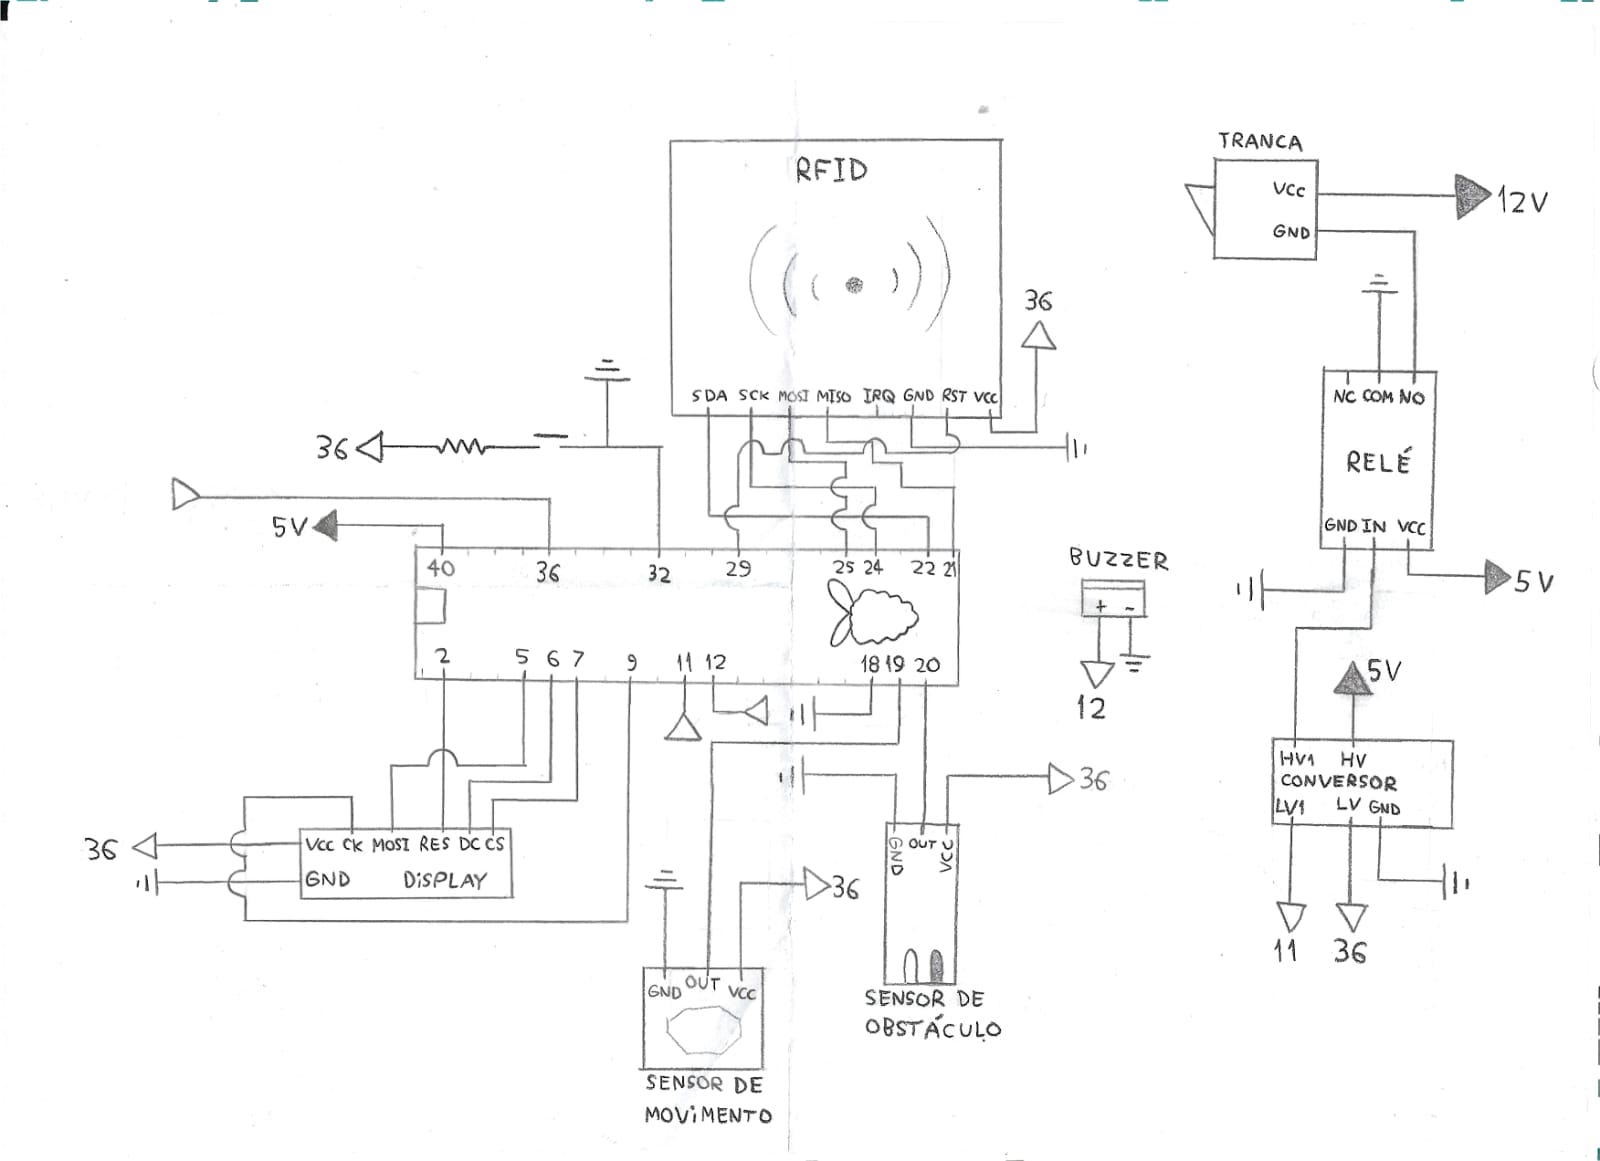 TRANCA
RFID
VCC
12V
GND
36
SDA SCK MOSI MISO IRQ GND RST VCC
NC COM NO
36
RELÉ
5V
GND IN VCC
40 36 32 29 25 24 22 21
BUZZER
5V
+ -
2 5 6 7 9 11 12 18 19 20
5V
12
HV1 HV
36
CONVERSOR
LV1 LV GND
36
VCC CK MOSI RES DC CS
GND OUT VCC
GND DiSPLAY
36
11 36
GND OUT VCC
SENSOR DE
OBSTÁCULO
SENSOR DE
MOViMENTO